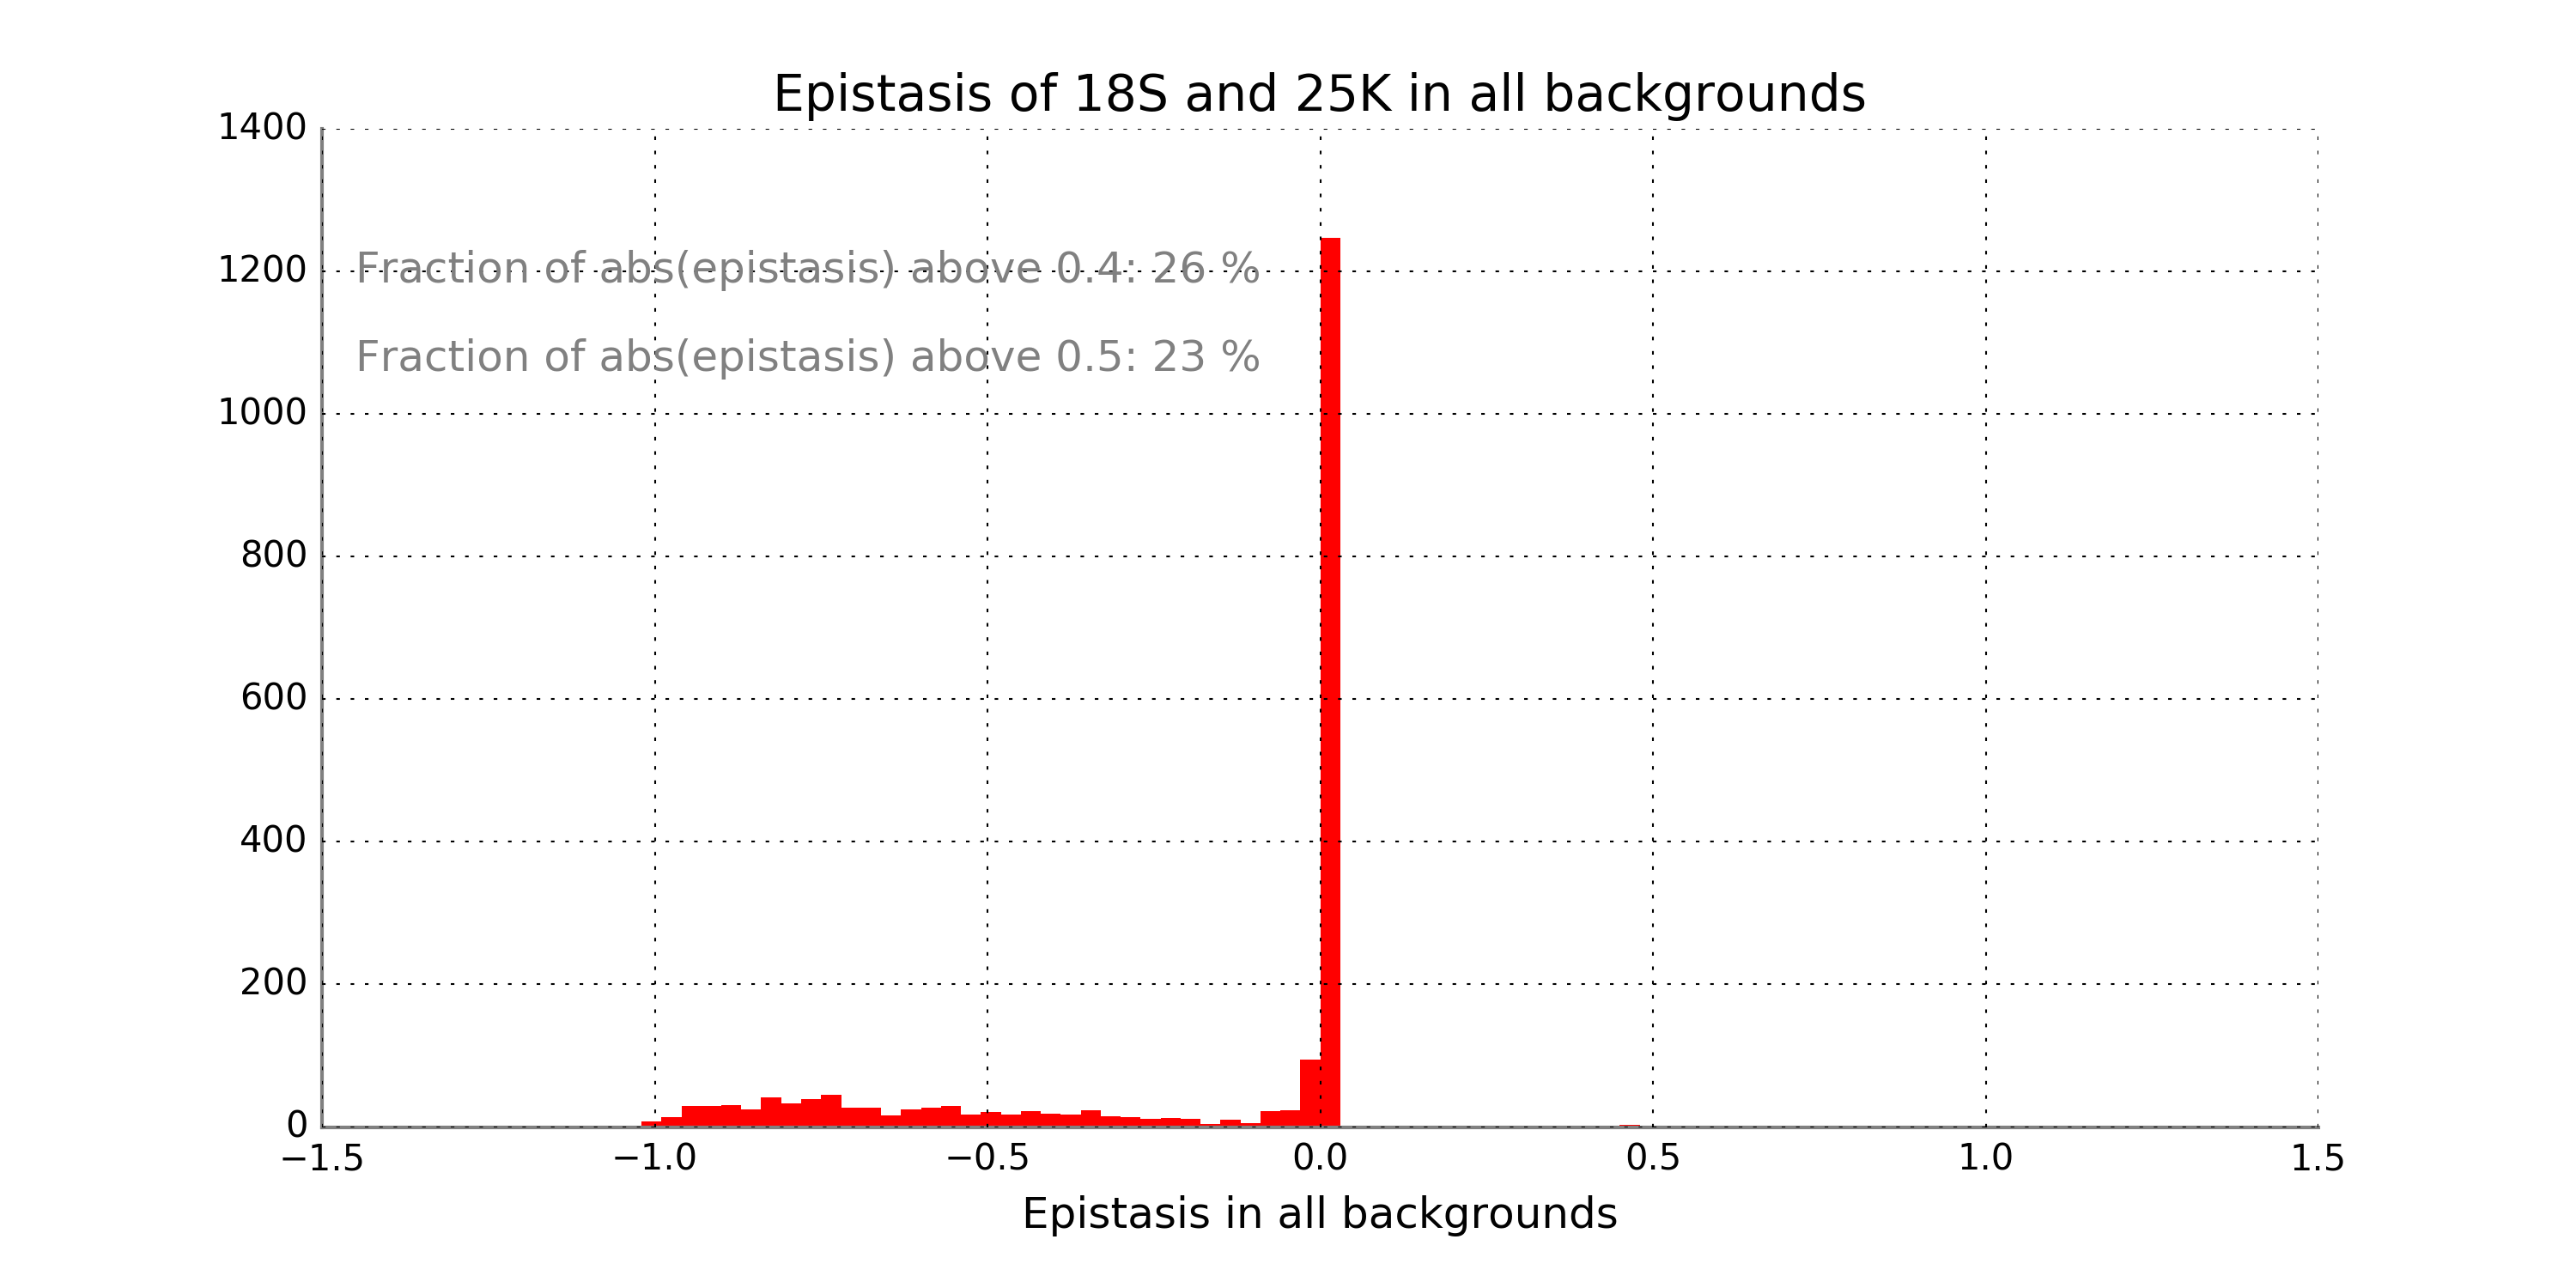 Epistasis of 18S and 25K in all backgrounds
1400
1200
Fraction of abs(epistasis) above 0.4: 26 %
Fraction of abs(epistasis) above 0.5: 23 %
1000
800
600
400
200
0
−1.5 −1.0 −0.5 0.0 0.5 1.0 1.5
Epistasis in all backgrounds